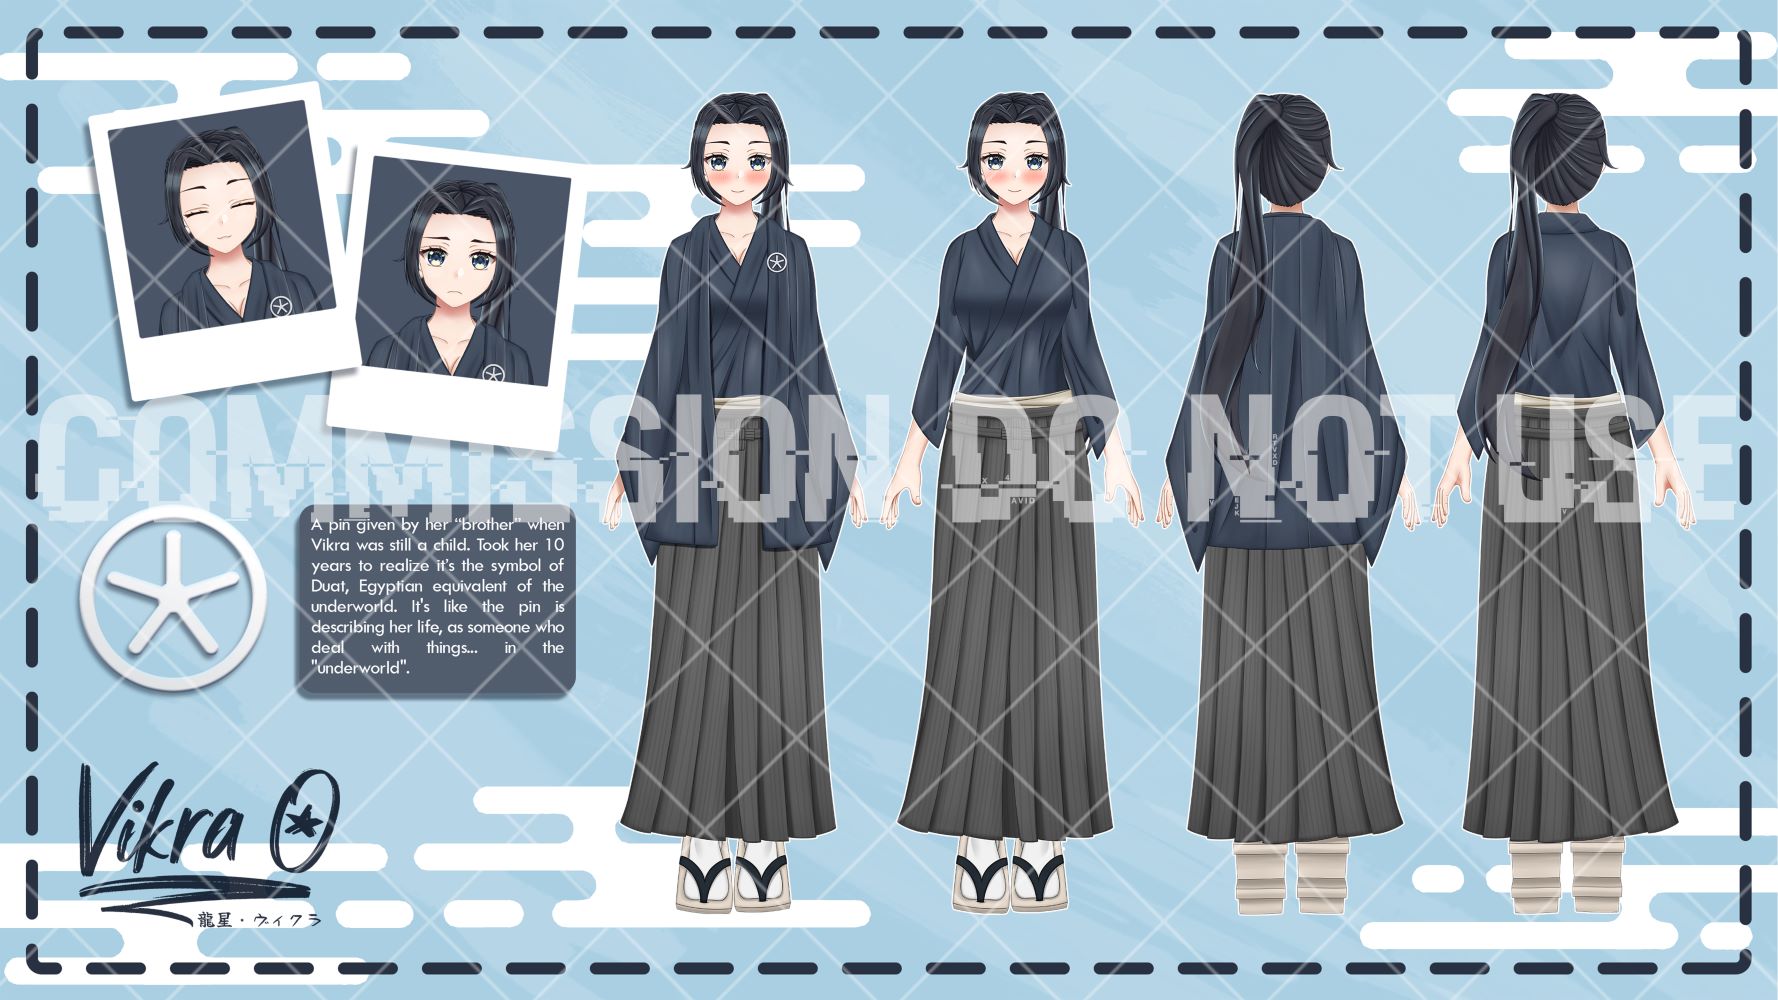 COMMISSION DO NOT USE
A pin given by her “brother” when
Vikra was still a child. Took her 10
years to realize it's the symbol of
Duat, Egyptian equivalent of the
underworld. It's like the pin is
describing her life, as someone who
deal with things... in the
"underworld".
Vikra O
龍星・ヴィクラ